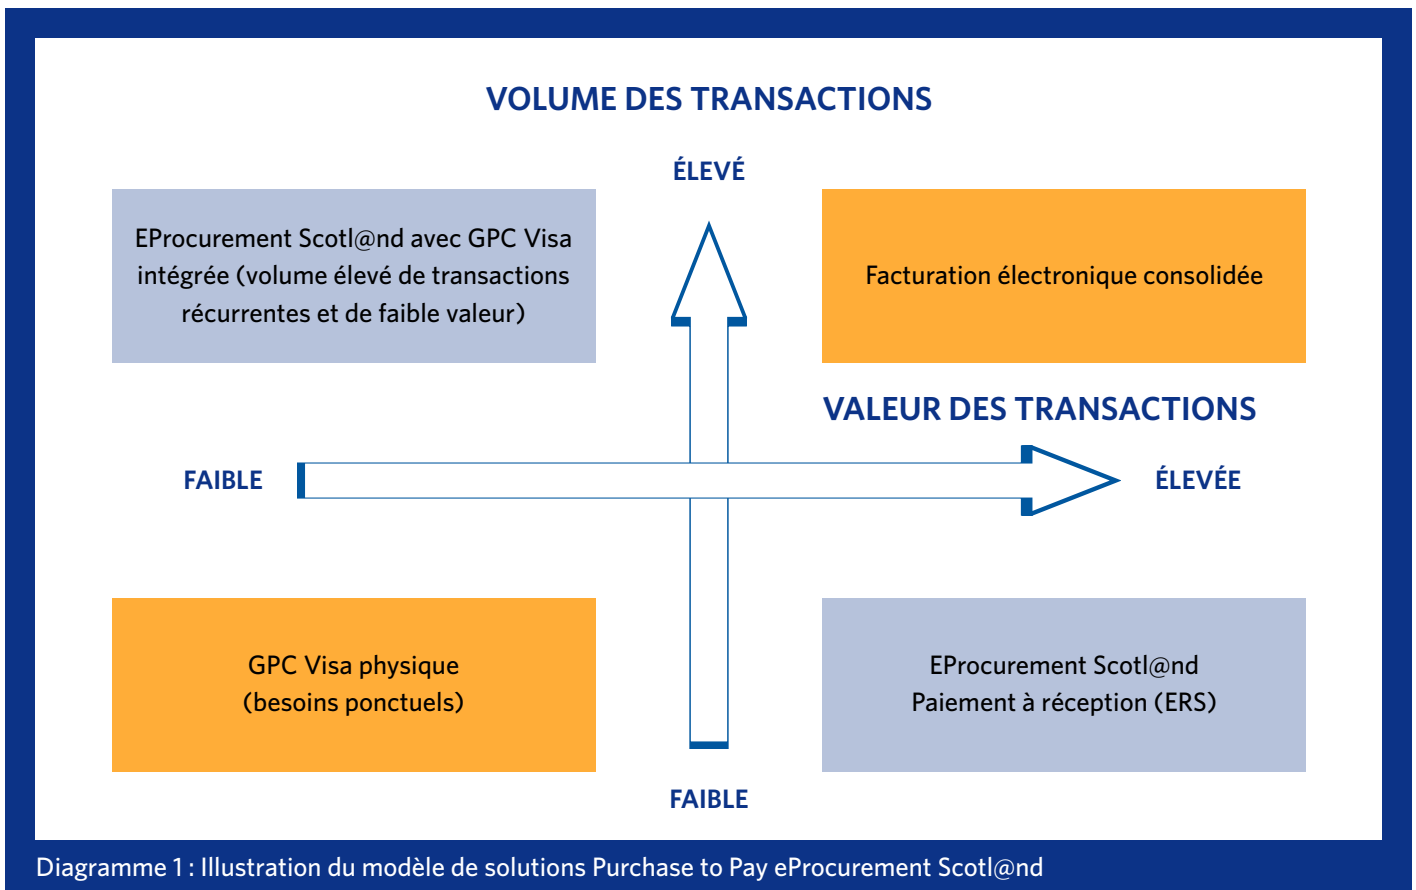 VOLUME DES TRANSACTIONS
ÉLEVÉ
EProcurement Scotl@nd avec GPC Visa
intégrée (volume élevé de transactions
récurrentes et de faible valeur)
Facturation électronique consolidée
VALEUR DES TRANSACTIONS
FAIBLE
ÉLEVÉE
GPC Visa physique
(besoins ponctuels)
EProcurement Scotl@nd
Paiement à réception (ERS)
FAIBLE
Diagramme 1 : Illustration du modèle de solutions Purchase to Pay eProcurement Scotl@nd